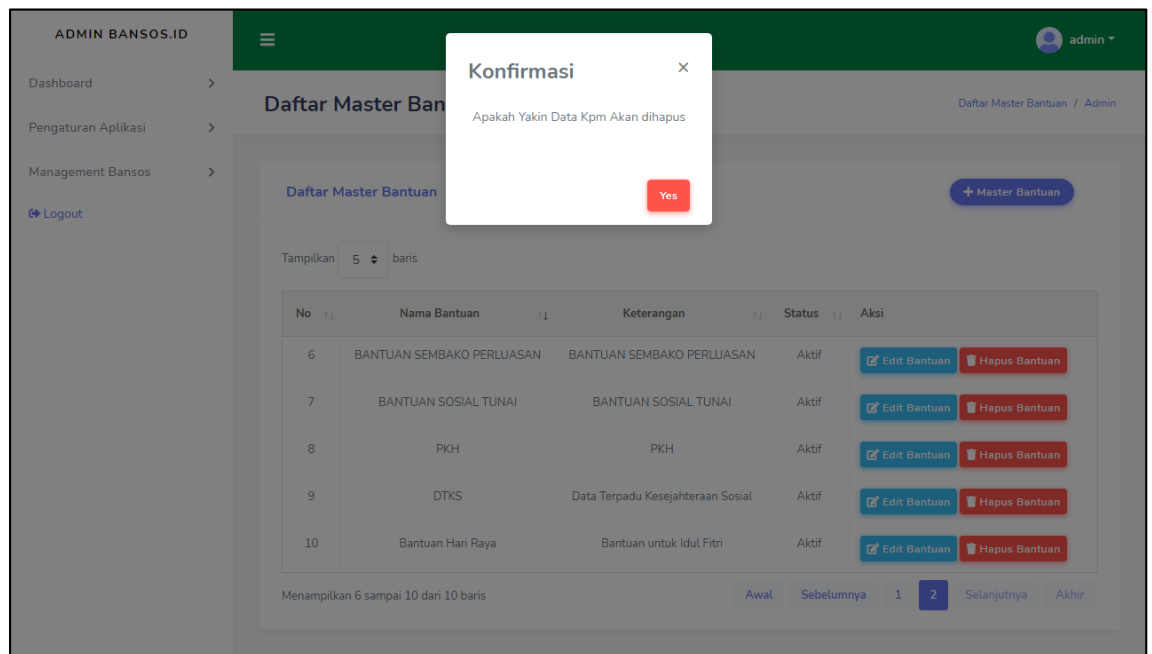 ADMIN BANSOS.ID
admin
Dashboard
Pengaturan Aplikasi
Management Bansos
Logout
Konfirmasi ×
Apakah Yakin Data Kpm Akan dihapus
Yes
Daftar Master Ban
Daftar Master Bantuan / Admin
Daftar Master Bantuan
+ Master Bantuan
Tampilkan 5 baris
No Nama Bantuan Keterangan Status Aksi
6 BANTUAN SEMBAKO PERLUASAN BANTUAN SEMBAKO PERLUASAN Aktif Edit Bantuan Hapus Bantuan
7 BANTUAN SOSIAL TUNAI BANTUAN SOSIAL TUNAI Aktif Edit Bantuan Hapus Bantuan
8 PKH PKH Aktif Edit Bantuan Hapus Bantuan
9 DTKS Data Terpadu Kesejahteraan Sosial Aktif Edit Bantuan Hapus Bantuan
10 Bantuan Hari Raya Bantuan untuk Idul Fitri Aktif Edit Bantuan Hapus Bantuan
Menampilkan 6 sampai 10 dari 10 baris
Awal Sebelumnya 1 2 Selanjutnya Akhir